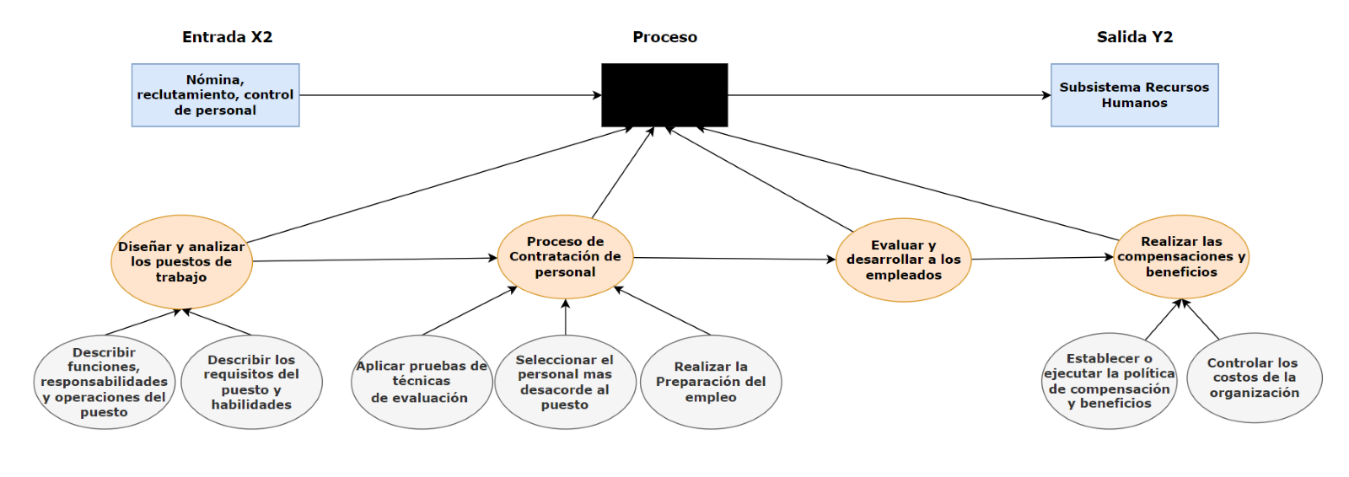 Entrada X2
Proceso
Salida Y2
Nómina,
reclutamiento, control
de personal
Subsistema Recursos
Humanos
Diseñar y analizar
los puestos de
trabajo
Proceso de
Contratación de
personal
Evaluar y
desarrollar a los
empleados
Realizar las
compensaciones y
beneficios
Describir
funciones,
responsabilidades
y operaciones del
puesto
Describir los
requisitos del
puesto y
habilidades
Aplicar pruebas de
técnicas
de evaluación
Seleccionar el
personal mas
desacorde al
puesto
Realizar la
Preparación del
empleo
Establecer o
ejecutar la política
de compensación
y beneficios
Controlar los
costos de la
organización